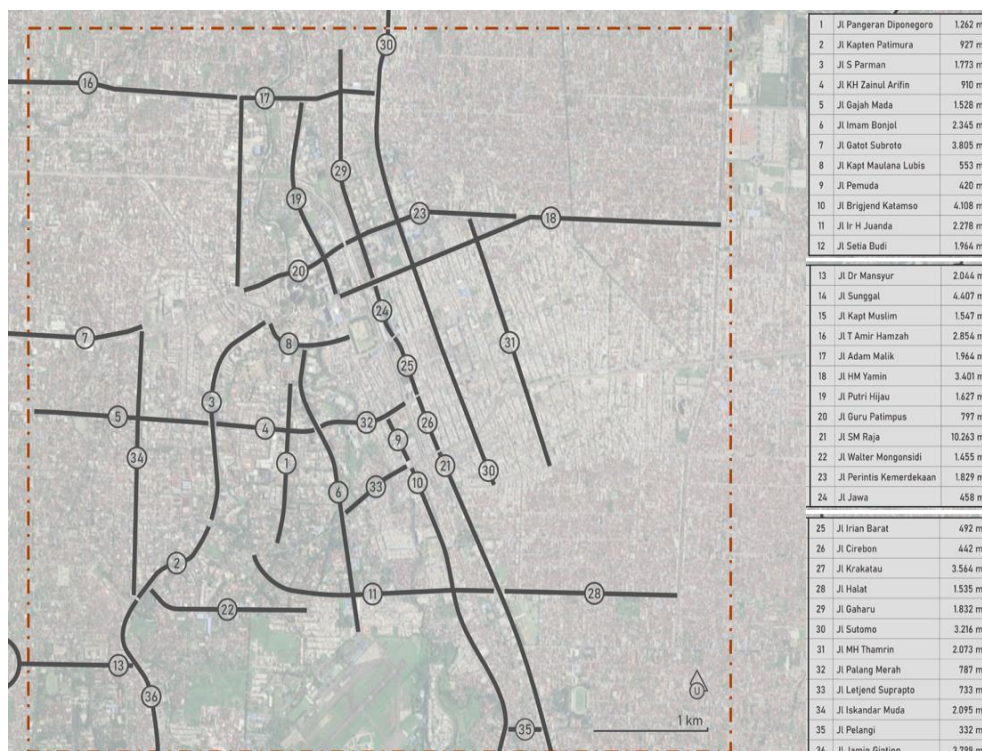 30
16
17
29
19
23
18
20
24
7
8
31
25
3
5
4
32
26
9
34
1
21
30
33
10
6
2
11
28
22
13
36
U
1 km
35
1 Jl Pangeran Diponegoro 1.262 m
2 Jl Kapten Patimura 927 m
3 Jl S Parman 1.773 m
4 Jl KH Zainul Arifin 910 m
5 Jl Gajah Mada 1.528 m
6 Jl Imam Bonjol 2.345 m
7 Jl Gatot Subroto 3.805 m
8 Jl Kapt Maulana Lubis 553 m
9 Jl Pemuda 420 m
10 Jl Brigjend Katamso 4.108 m
11 Jl Ir H Juanda 2.278 m
12 Jl Setia Budi 1.964 m
13 Jl Dr Mansyur 2.044 m
14 Jl Sunggal 4.407 m
15 Jl Kapt Muslim 1.547 m
16 Jl T Amir Hamzah 2.854 m
17 Jl Adam Malik 1.964 m
18 Jl HM Yamin 3.401 m
19 Jl Putri Hijau 1.627 m
20 Jl Guru Patimpus 797 m
21 Jl SM Raja 10.263 m
22 Jl Walter Mongonsidi 1.455 m
23 Jl Perintis Kemerdekaan 1.829 m
24 Jl Jawa 458 m
25 Jl Irian Barat 492 m
26 Jl Cirebon 442 m
27 Jl Krakatau 3.564 m
28 Jl Halat 1.535 m
29 Jl Gaharu 1.832 m
30 Jl Sutomo 3.216 m
31 Jl MH Thamrin 2.073 m
32 Jl Palang Merah 787 m
33 Jl Letjend Suprapto 733 m
34 Jl Iskandar Muda 2.095 m
35 Jl Pelangi 332 m
36 Jl Jamin Ginting